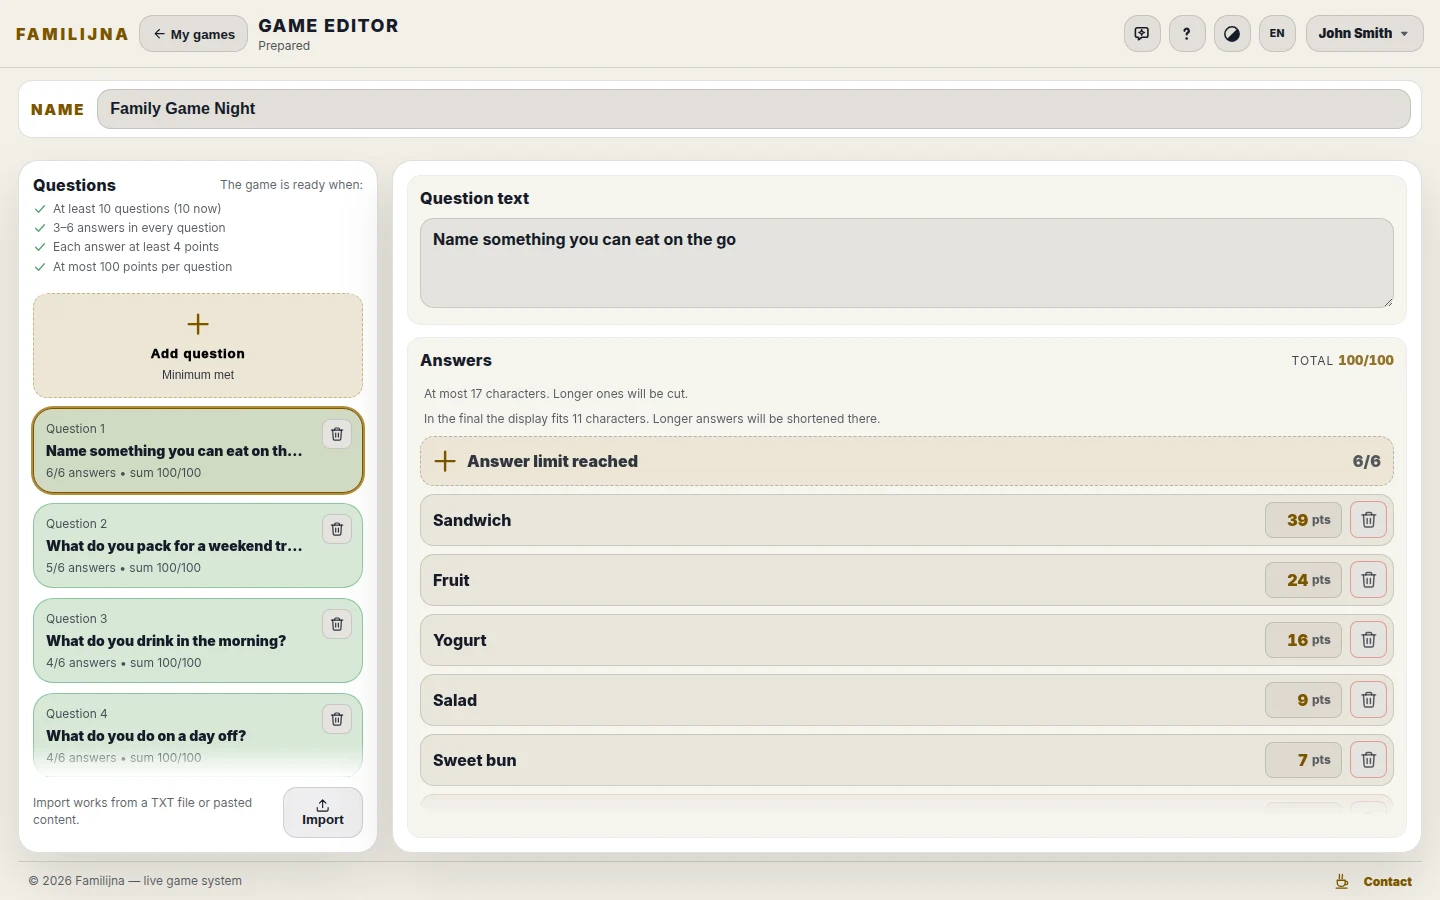 FAMILIJNA
My games
GAME EDITOR
Prepared
?
EN
John Smith
NAME
Family Game Night
Questions
The game is ready when:
At least 10 questions (10 now)
3–6 answers in every question
Each answer at least 4 points
At most 100 points per question
Add question
Minimum met
Question 1
Name something you can eat on th...
6/6 answers • sum 100/100
Question 2
What do you pack for a weekend tr...
5/6 answers • sum 100/100
Question 3
What do you drink in the morning?
4/6 answers • sum 100/100
Question 4
What do you do on a day off?
4/6 answers • sum 100/100
Import works from a TXT file or pasted
content.
Import
Question text
Name something you can eat on the go
Answers
TOTAL 100/100
At most 17 characters. Longer ones will be cut.
In the final the display fits 11 characters. Longer answers will be shortened there.
Answer limit reached
6/6
Sandwich
39 pts
Fruit
24 pts
Yogurt
16 pts
Salad
9 pts
Sweet bun
7 pts
© 2026 Familijna — live game system
Contact